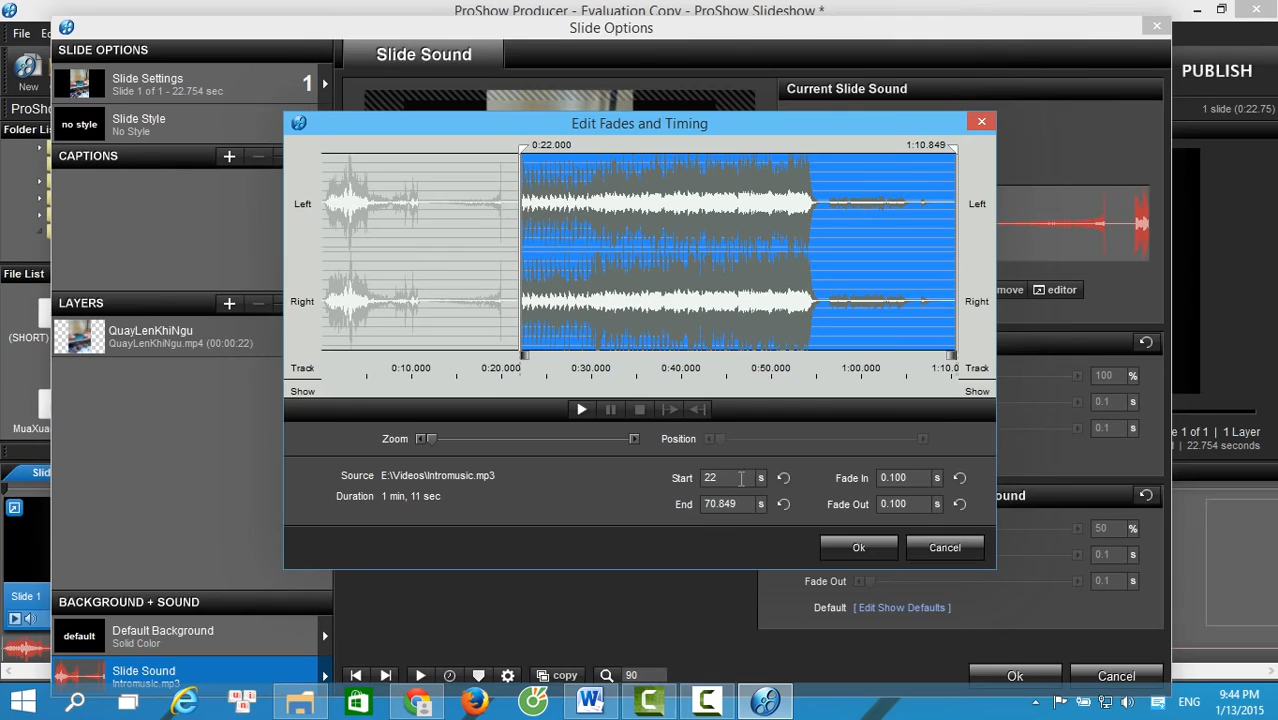 ProShow Producer - Evaluation Copy - ProShow Slideshow *
Slide Options
File
SLIDE OPTIONS
Slide Sound
New
PUBLISH
ProSho
1 slide (0:22.75)
Slide Settings
Slide 1 of 1 - 22.754 sec
1
Current Slide Sound
no style
Slide Style
No Style
Folder List
CAPTIONS
Edit Fades and Timing
0:22.000
1:10.849
Left
Left
Right
Right
File List
LAYERS
(SHORT)
QuayLenKhiNgu
QuayLenKhiNgu.mp4 (00:00:22)
move
editor
Track
0:10.000
0:20.000
0:30.000
0:40.000
0:50.000
1:00.000
1:10.0
Track
Show
Show
100 %
0.1 s
0.1 s
MuaXua
Zoom
Position
1 of 1 | 1 Layer
22.754 seconds
Source E:\Videos\Intromusic.mp3
Duration 1 min, 11 sec
Start 22 s
Fade In 0.100 s
End 70.849 s
Fade Out 0.100 s
ound
50 %
0.1 s
Ok
Cancel
Fade Out
0.1 s
Default [ Edit Show Defaults ]
Slid
Slide 1
BACKGROUND + SOUND
default
Default Background
Solid Color
Slide Sound
Intromusic.mp3
copy
90
Ok
Cancel
ENG
9:44 PM
1/13/2015